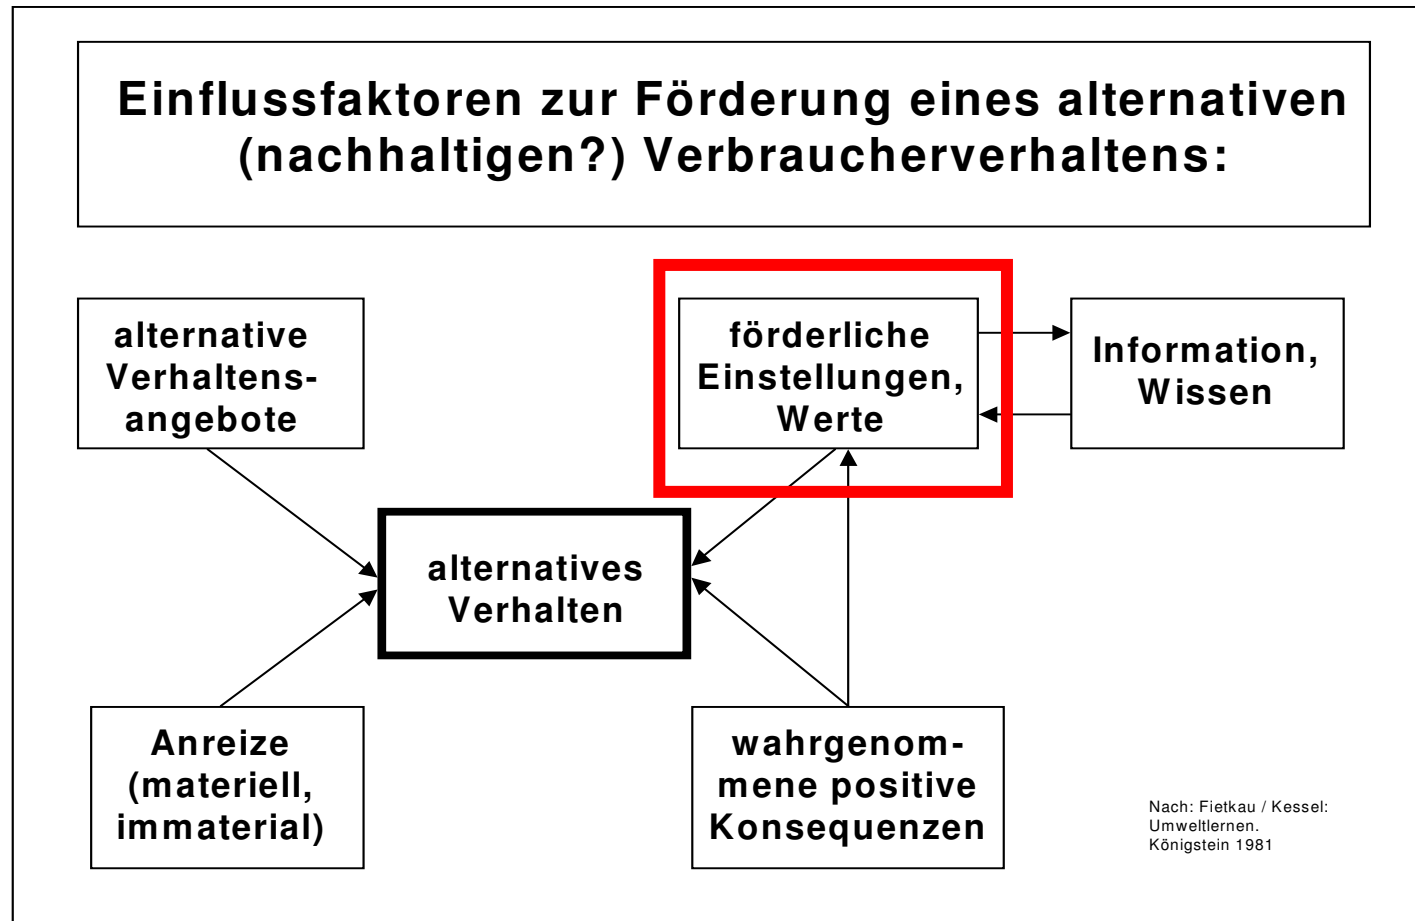 Einflussfaktoren zur Förderung eines alternativen
(nachhaltigen?) Verbraucherverhaltens:
alternative
Verhaltens-
angebote
förderliche
Einstellungen,
Werte
Information,
Wissen
alternatives
Verhalten
Anreize
(materiell,
immaterial)
wahrgenom-
mene positive
Konsequenzen
Nach: Fietkau / Kessel:
Umweltlernen.
Königstein 1981